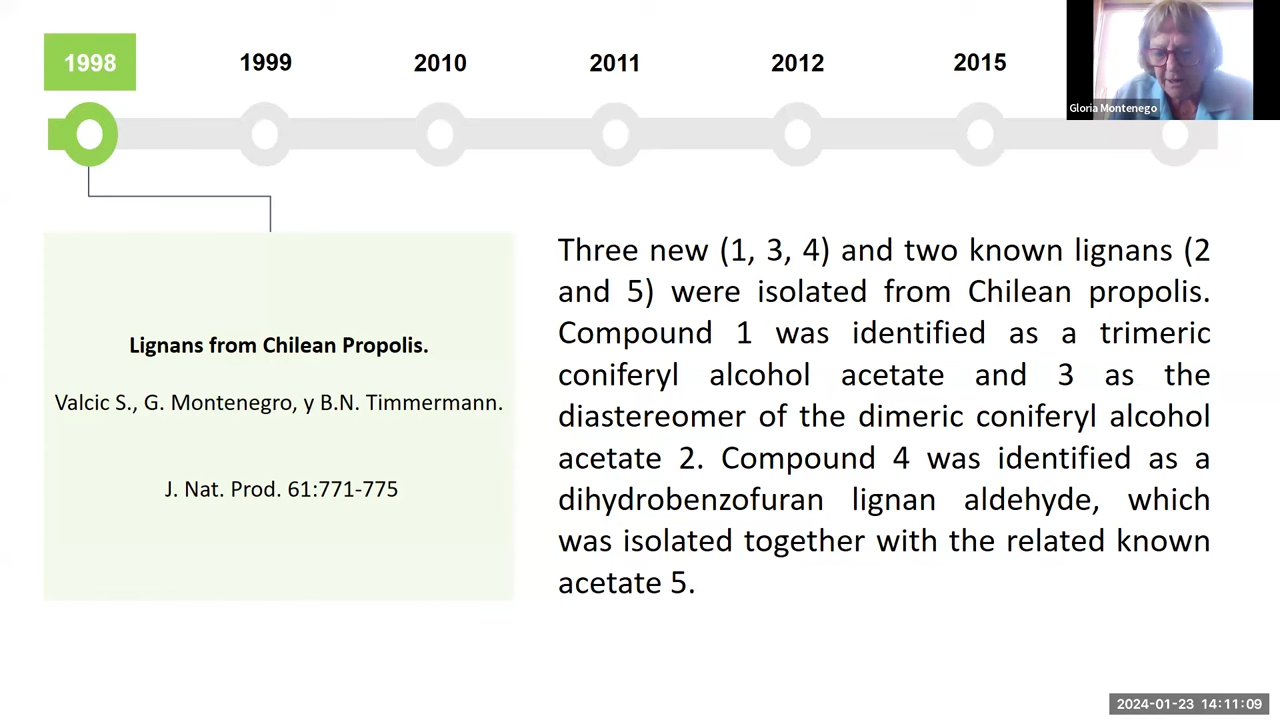 1998 1999 2010 2011 2012 2015
Gloria Montenego
Lignans from Chilean Propolis.
Valcic S., G. Montenegro, y B.N. Timmermann.
J. Nat. Prod. 61:771-775
Three new (1, 3, 4) and two known lignans (2
and 5) were isolated from Chilean propolis.
Compound 1 was identified as a trimeric
coniferyl alcohol acetate and 3 as the
diastereomer of the dimeric coniferyl alcohol
acetate 2. Compound 4 was identified as a
dihydrobenzofuran lignan aldehyde, which
was isolated together with the related known
acetate 5.
2024-01-23 14:11:09